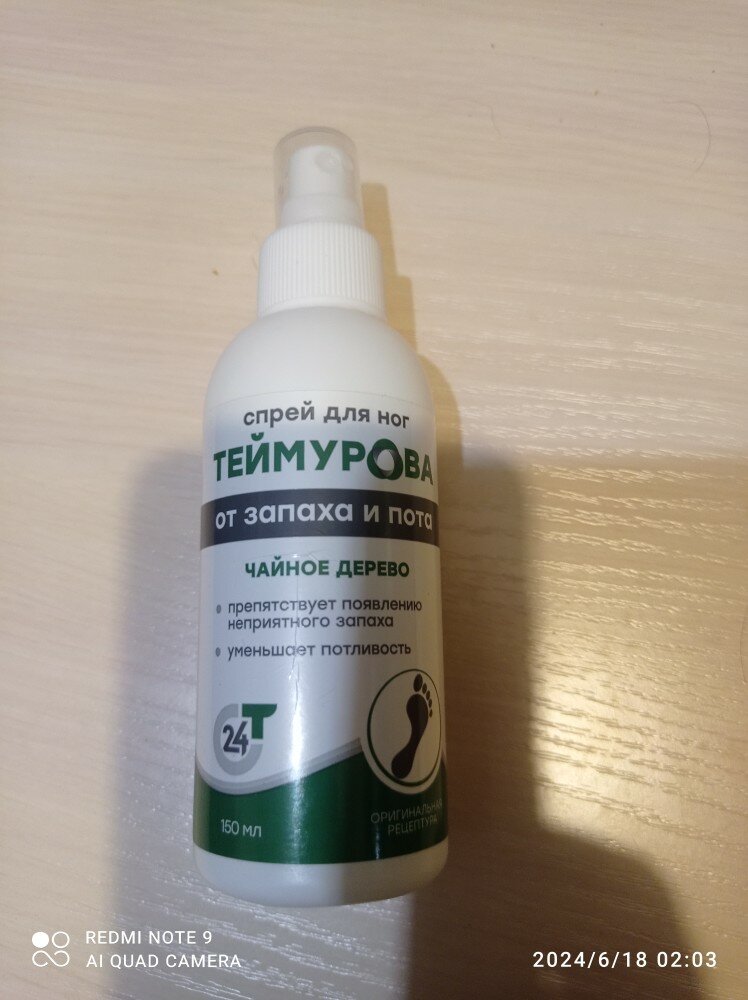 спрей для ног
ТЕЙМУРОВА
от запаха и пота
ЧАЙНОЕ ДЕРЕВО
• препятствует появлению
неприятного запаха
• уменьшает потливость
24 Т
150 мл
ОРИГИНАЛЬНАЯ
РЕЦЕПТУРА
REDMI NOTE 9
AI QUAD CAMERA
2024/6/18 02:03